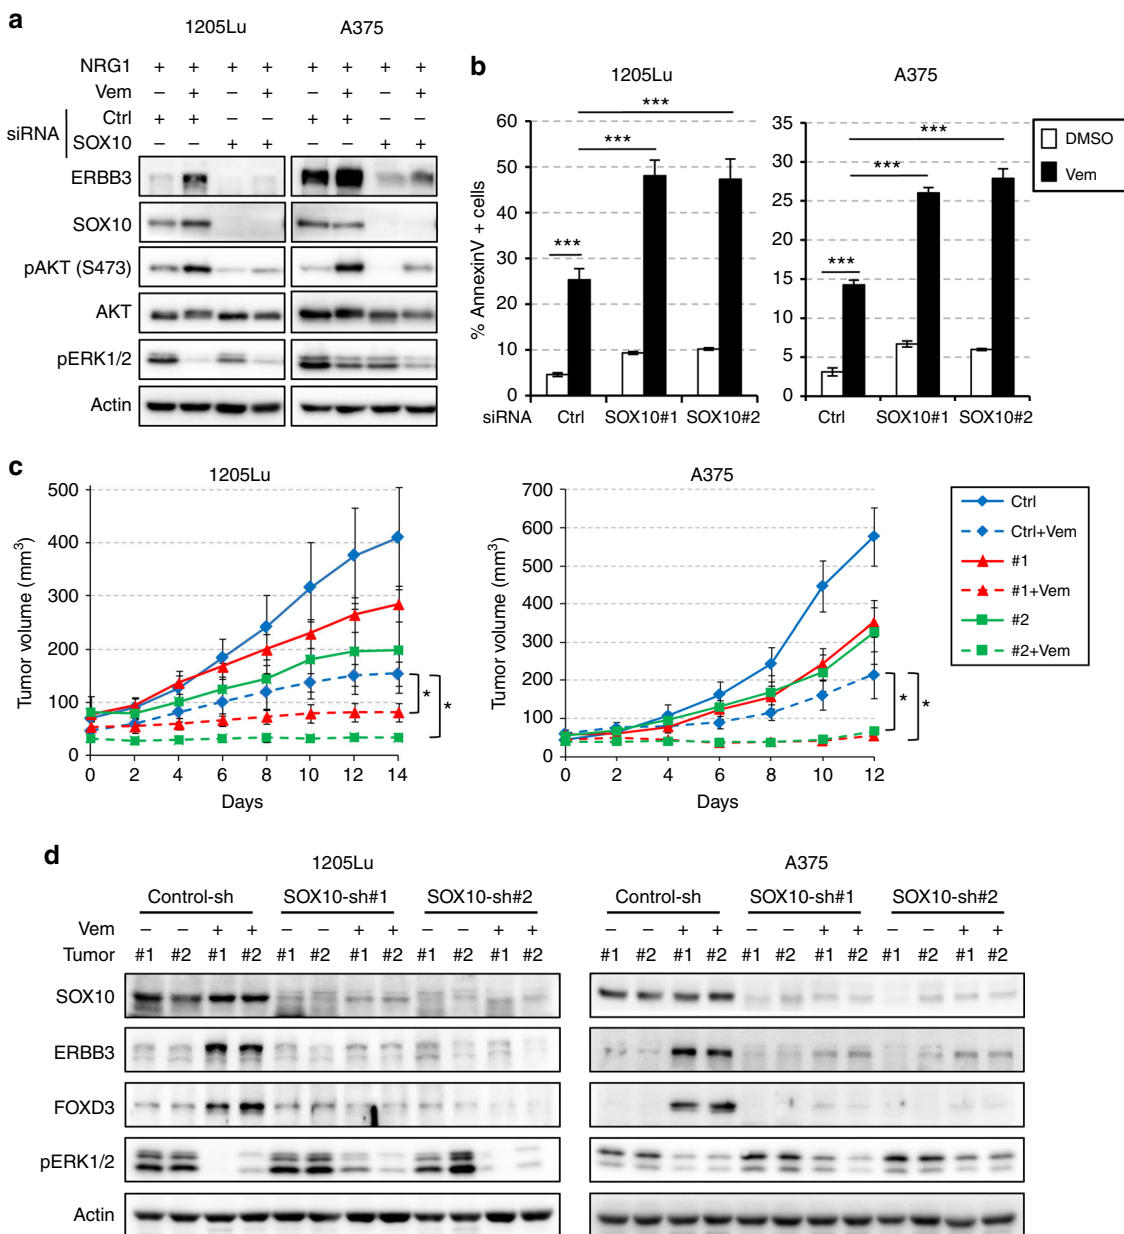 a
1205Lu A375
NRG1 + + + + + + + +
Vem − + − + − + − +
siRNA
Ctrl + + − − + + − −
SOX10 − − + + − − + +
ERBB3
SOX10
pAKT (S473)
AKT
pERK1/2
Actin
b
1205Lu
% AnnexinV + cells
60
50
40
30
20
10
0
***
***
***
siRNA Ctrl SOX10#1 SOX10#2
A375
35
30
25
20
15
10
5
0
***
***
***
Ctrl SOX10#1 SOX10#2
DMSO
Vem
c
1205Lu
Tumor volume (mm³)
500
400
300
200
100
0
0 2 4 6 8 10 12 14
Days
*
*
A375
Tumor volume (mm³)
700
600
500
400
300
200
100
0
0 2 4 6 8 10 12
Days
*
*
Ctrl
Ctrl+Vem
#1
#1+Vem
#2
#2+Vem
d
1205Lu A375
Control-sh SOX10-sh#1 SOX10-sh#2 Control-sh SOX10-sh#1 SOX10-sh#2
Vem − − + + − − + + − − + + − − + + − − + + − − + +
Tumor #1 #2 #1 #2 #1 #2 #1 #2 #1 #2 #1 #2 #1 #2 #1 #2 #1 #2 #1 #2 #1 #2 #1 #2
SOX10
ERBB3
FOXD3
pERK1/2
Actin